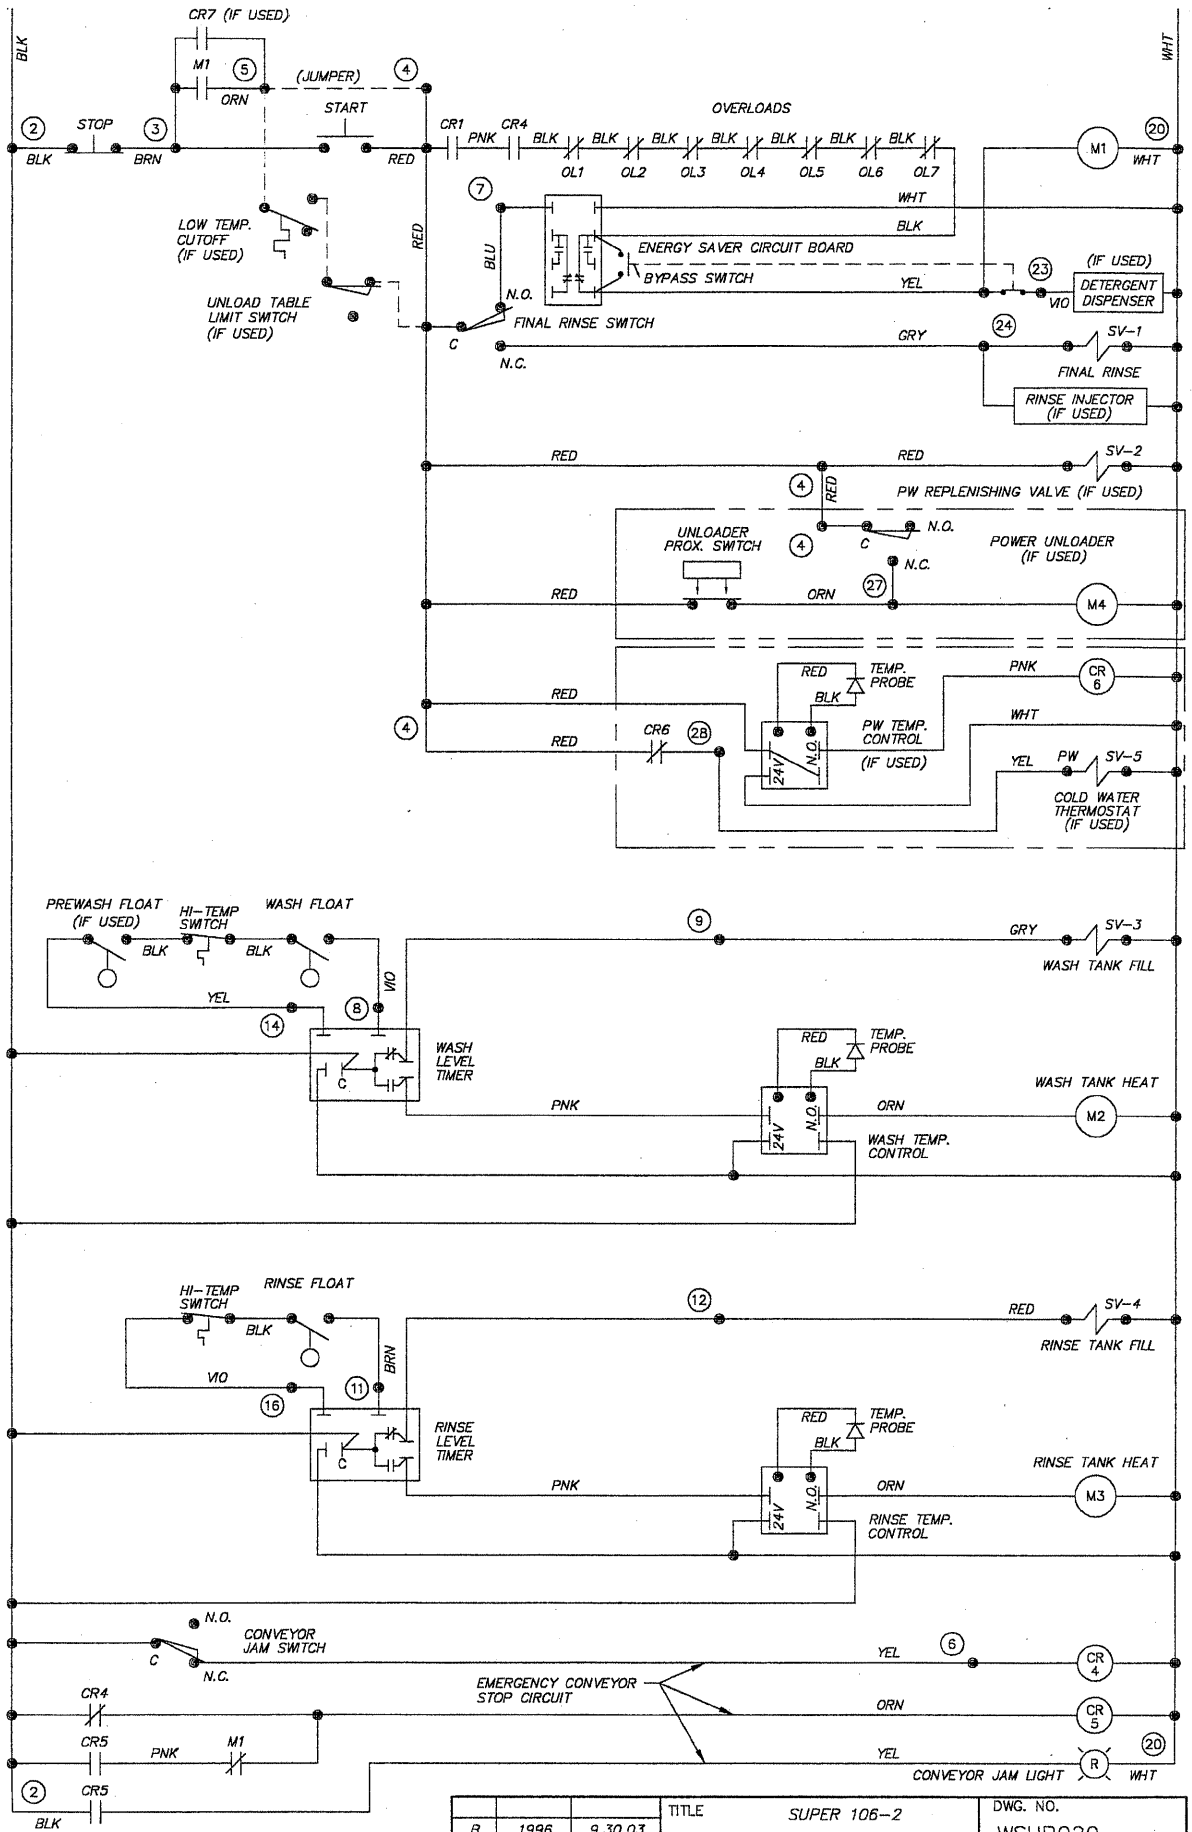 CR7 (IF USED)
BLK
WHT
M1
5
(JUMPER)
4
ORN
START
OVERLOADS
2
STOP
3
CR1
PNK
CR4
BLK
BLK
BLK
BLK
BLK
BLK
BLK
M1
20
BLK
BRN
RED
OL1
OL2
OL3
OL4
OL5
OL6
OL7
WHT
7
WHT
LOW TEMP.
CUTOFF
(IF USED)
RED
BLU
BLK
ENERGY SAVER CIRCUIT BOARD
BYPASS SWITCH
23
(IF USED)
YEL
VIO
DETERGENT
DISPENSER
UNLOAD TABLE
LIMIT SWITCH
(IF USED)
N.O.
FINAL RINSE SWITCH
C
N.C.
GRY
24
SV-1
FINAL RINSE
RINSE INJECTOR
(IF USED)
RED
RED
SV-2
4
RED
PW REPLENISHING VALVE (IF USED)
UNLOADER
PROX. SWITCH
4
C
N.O.
POWER UNLOADER
(IF USED)
N.C.
RED
ORN
27
M4
RED
TEMP.
PROBE
BLK
PNK
CR
6
RED
4
PW TEMP.
CONTROL
(IF USED)
WHT
N.O.
24V
RED
CR6
28
YEL
PW
SV-5
COLD WATER
THERMOSTAT
(IF USED)
PREWASH FLOAT
(IF USED)
HI-TEMP
SWITCH
WASH FLOAT
9
GRY
SV-3
BLK
BLK
WASH TANK FILL
YEL
VIO
14
8
WASH
LEVEL
TIMER
C
RED
TEMP.
PROBE
BLK
WASH TANK HEAT
PNK
N.O.
24V
ORN
M2
WASH TEMP.
CONTROL
HI-TEMP
SWITCH
RINSE FLOAT
12
RED
SV-4
BLK
RINSE TANK FILL
VIO
BRN
16
11
RINSE
LEVEL
TIMER
C
RED
TEMP.
PROBE
BLK
RINSE TANK HEAT
PNK
N.O.
24V
ORN
M3
RINSE TEMP.
CONTROL
N.O.
CONVEYOR
JAM SWITCH
C
N.C.
YEL
6
CR
4
EMERGENCY CONVEYOR
STOP CIRCUIT
CR4
ORN
CR
5
CR5
PNK
M1
YEL
R
20
CONVEYOR JAM LIGHT
WHT
2
CR5
BLK
TITLE
SUPER 106-2
DWG. NO.
B
1996
9.30.03